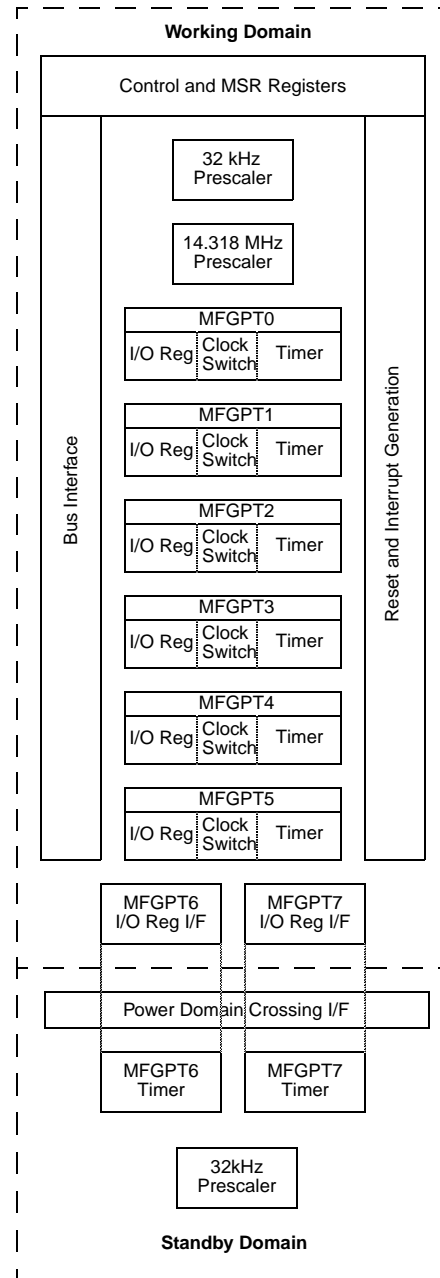 Working Domain
Control and MSR Registers
Bus Interface
Reset and Interrupt Generation
32 kHz
Prescaler
14.318 MHz
Prescaler
MFGPT0
I/O Reg Clock Switch Timer
MFGPT1
I/O Reg Clock Switch Timer
MFGPT2
I/O Reg Clock Switch Timer
MFGPT3
I/O Reg Clock Switch Timer
MFGPT4
I/O Reg Clock Switch Timer
MFGPT5
I/O Reg Clock Switch Timer
MFGPT6
I/O Reg I/F
MFGPT7
I/O Reg I/F
Power Domain Crossing I/F
MFGPT6
Timer
MFGPT7
Timer
32kHz
Prescaler
Standby Domain